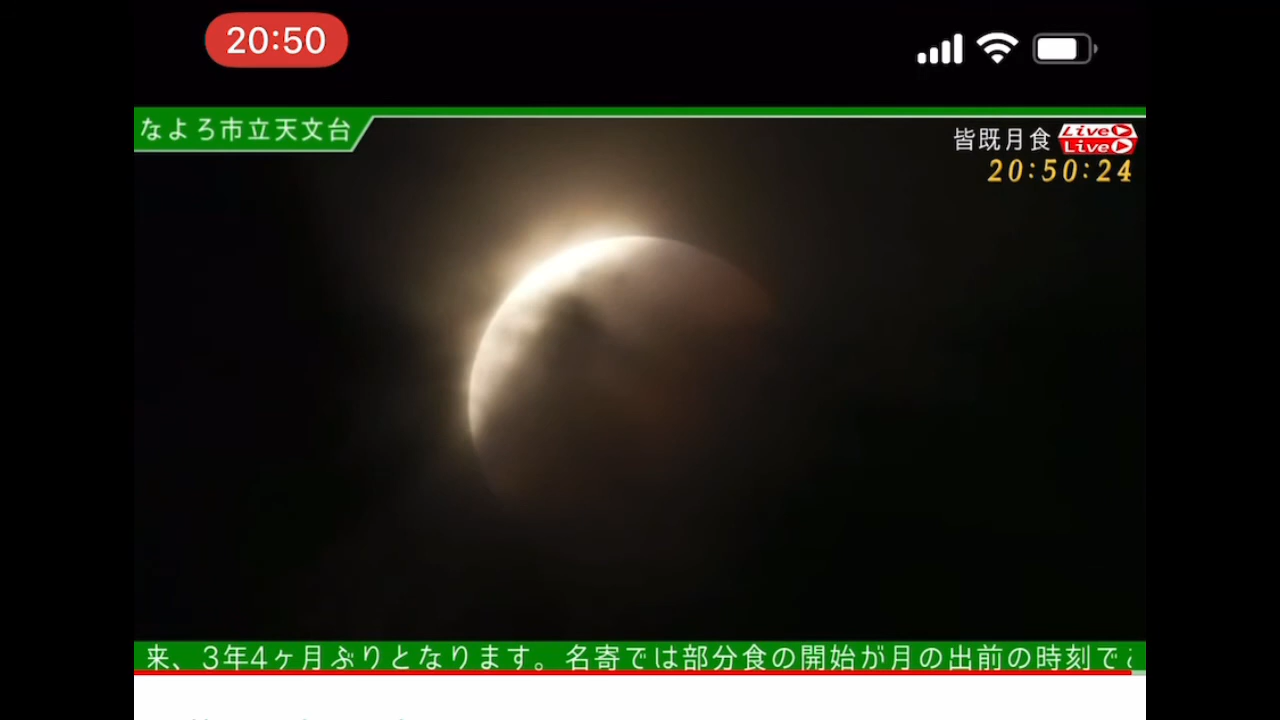 20:50
なよろ市立天文台
皆既月食 Live
Live
20:50:24
来、3年4ヶ月ぶりとなります。名寄では部分食の開始が月の出前の時刻で